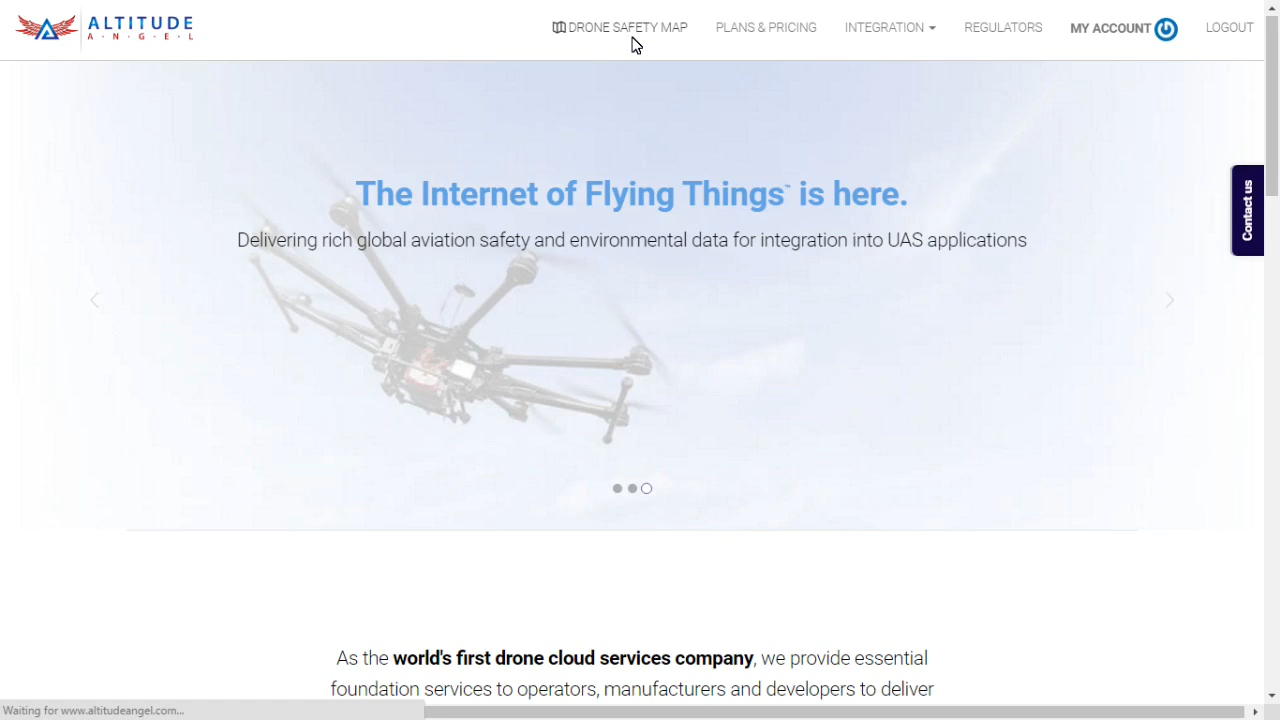 ALTITUDE
A·N·G·E·L
DRONE SAFETY MAP
PLANS & PRICING
INTEGRATION
REGULATORS
MY ACCOUNT
LOGOUT
The Internet of Flying Things™ is here.
Delivering rich global aviation safety and environmental data for integration into UAS applications
Contact us
As the world's first drone cloud services company, we provide essential
foundation services to operators, manufacturers and developers to deliver
Waiting for www.altitudeangel.com...